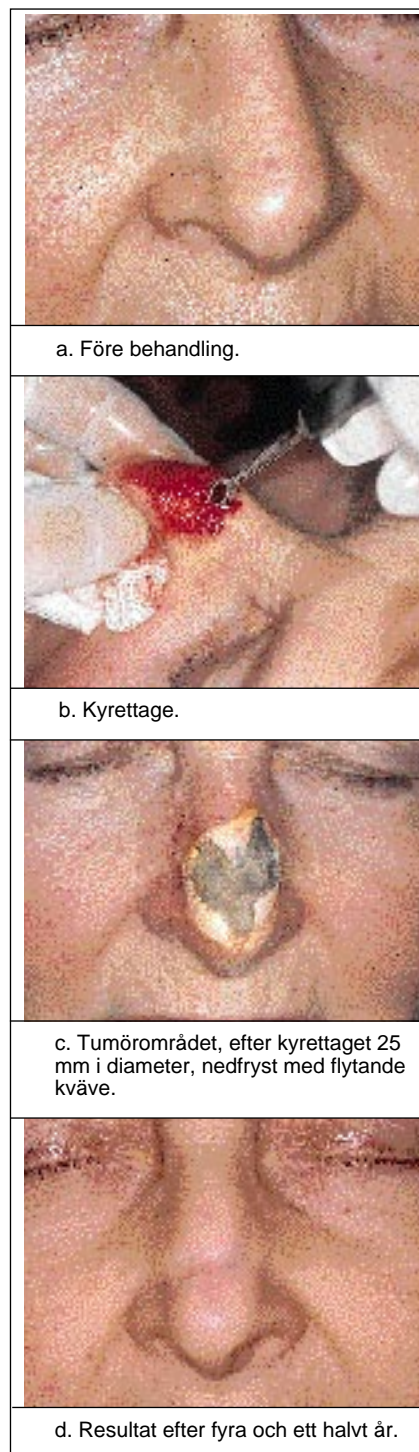 a. Före behandling.
b. Kyrettage.
c. Tumörområdet, efter kyrettaget 25
mm i diameter, nedfryst med flytande
kväve.
d. Resultat efter fyra och ett halvt år.